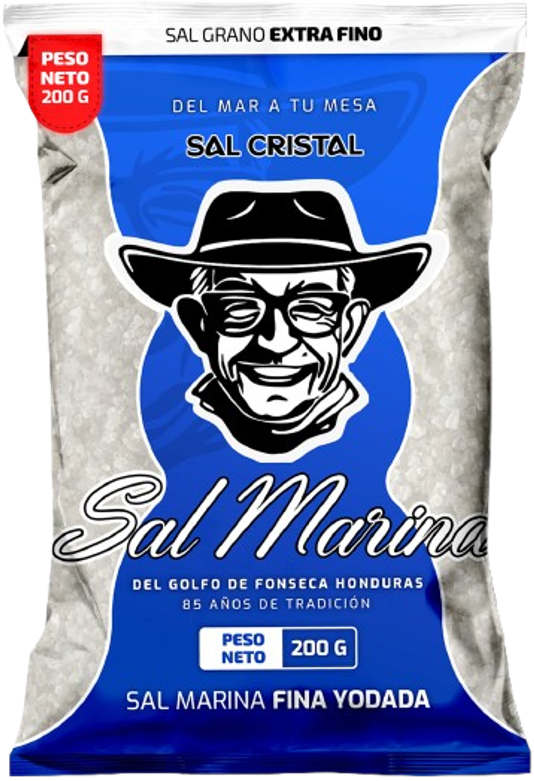 SAL GRANO EXTRA FINO
PESO
NETO
200 G
DEL MAR A TU MESA
SAL CRISTAL
Sal Marina
DEL GOLFO DE FONSECA HONDURAS
85 AÑOS DE TRADICIÓN
PESO
NETO
200 G
SAL MARINA FINA YODADA